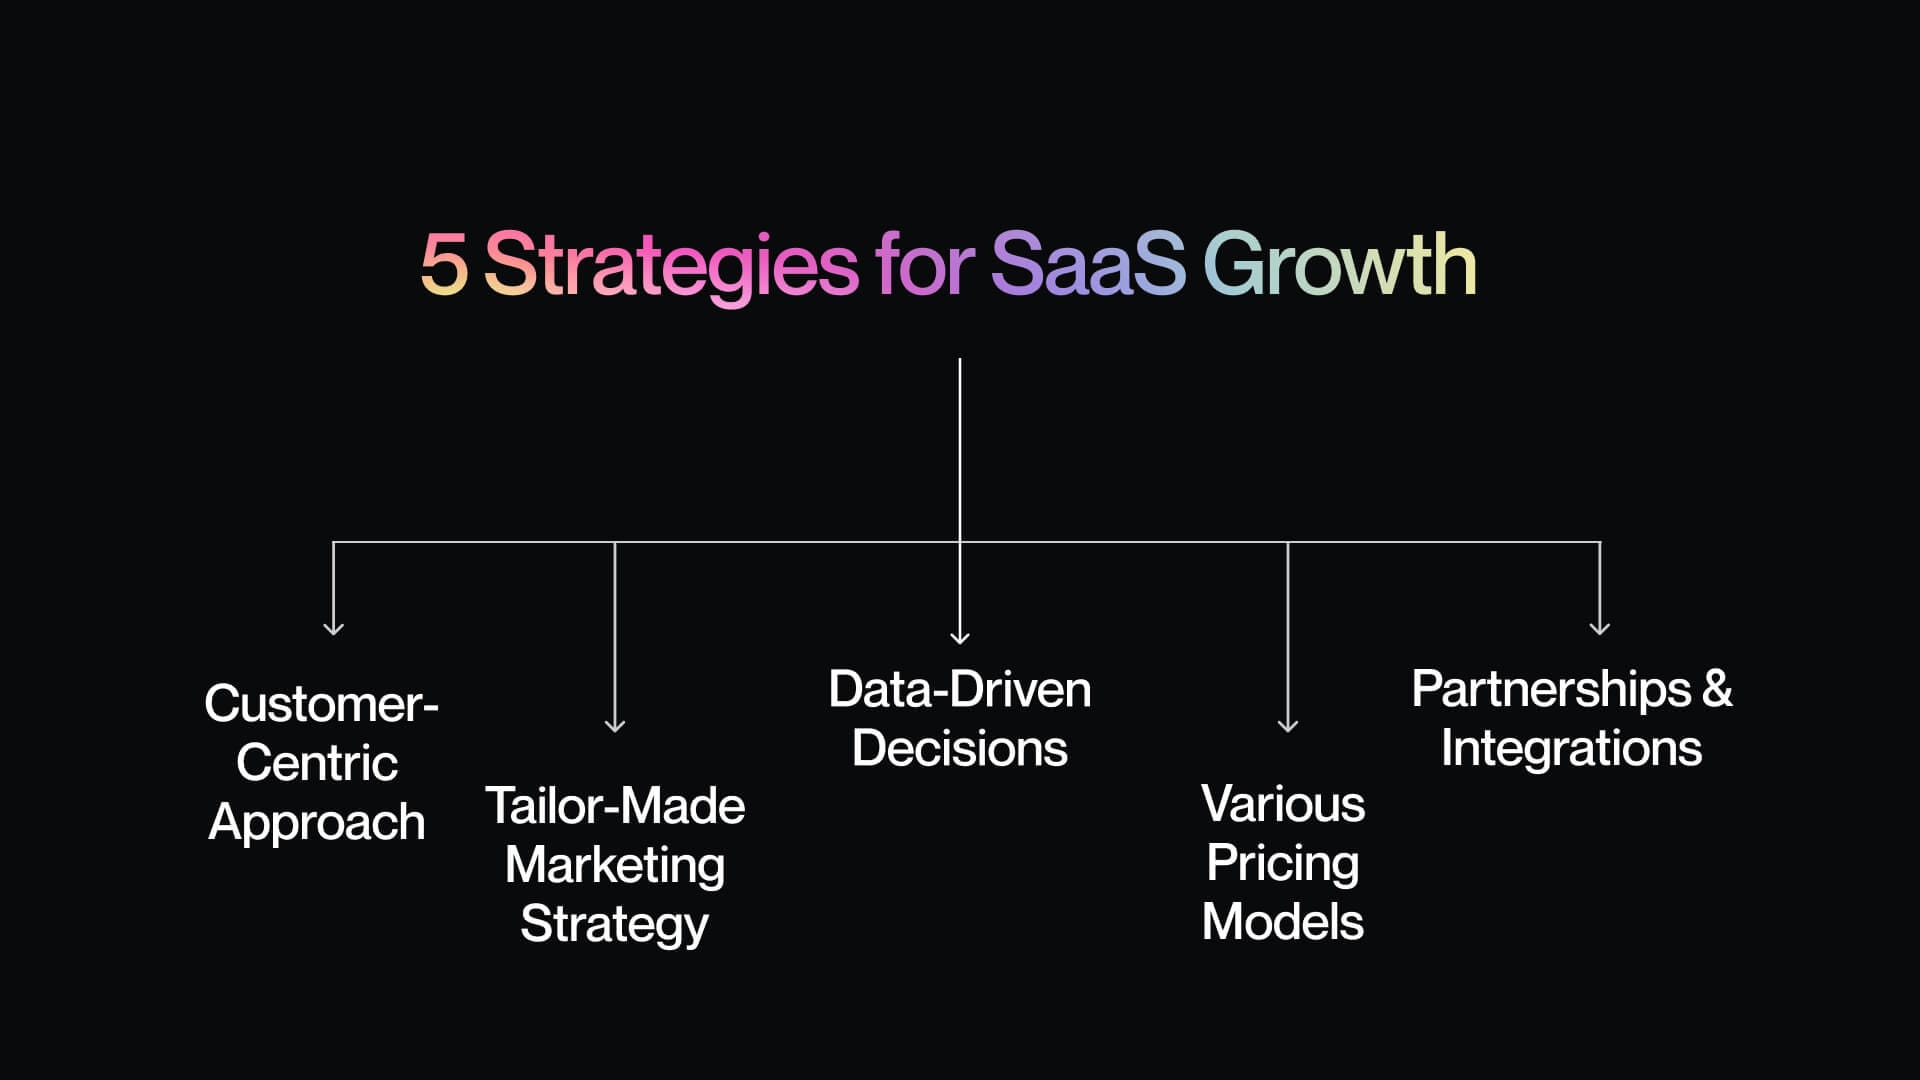 5 Strategies for SaaS Growth
Customer-
Centric
Approach
Tailor-Made
Marketing
Strategy
Data-Driven
Decisions
Various
Pricing
Models
Partnerships &
Integrations